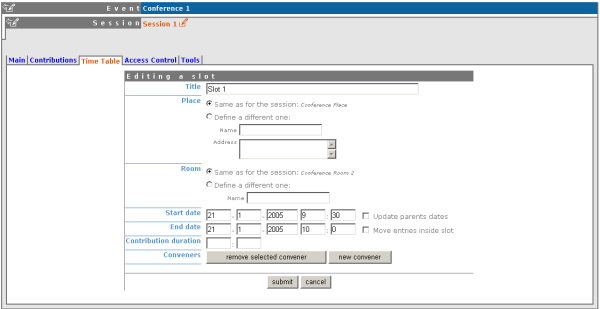 Event Conference 1
Session Session 1
Main Contributions Time Table Access Control Tools
Editing a slot
Title Slot 1
Place Same as for the session: Conference Place
Define a different one:
Name
Address
Room Same as for the session: Conference Room 2
Define a different one:
Name
Start date 21 - 1 - 2005 9 : 30 Update parents dates
End date 21 - 1 - 2005 10 : 0 Move entries inside slot
Contribution duration :
Conveners remove selected convener new convener
submit cancel